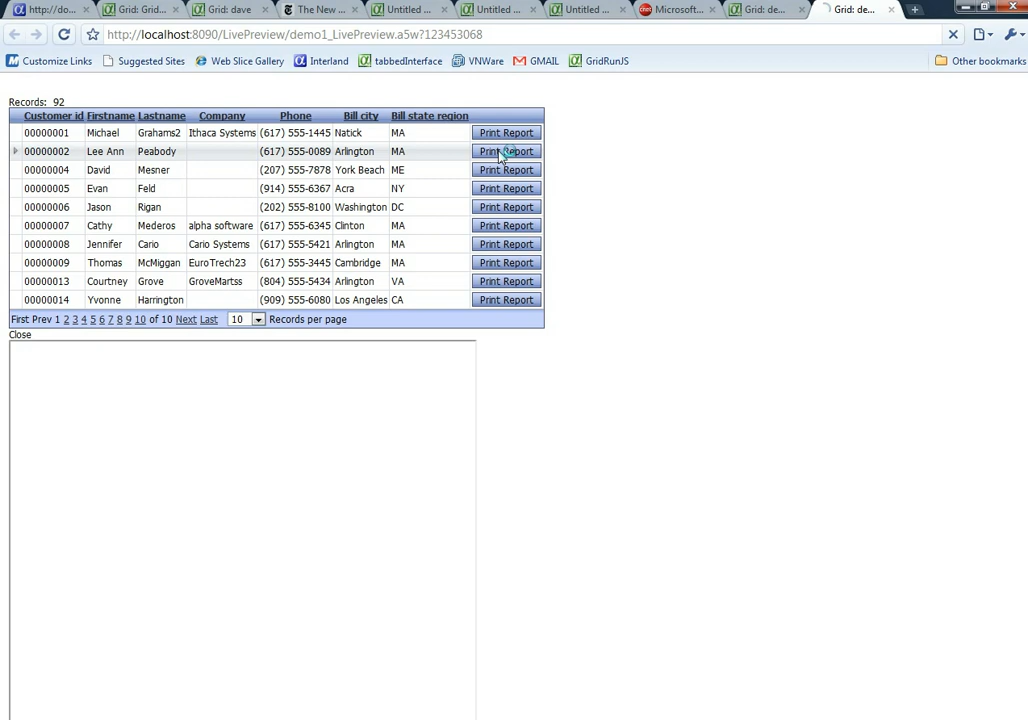 http://do... Grid: Grid... Grid: dave The New ... Untitled ... Untitled ... Untitled ... Microsoft... Grid: de... Grid: de...
http://localhost:8090/LivePreview/demo1_LivePreview.a5w?123453068
Customize Links Suggested Sites Web Slice Gallery Interland tabbedInterface VNWare GMAIL GridRunJS Other bookmarks
Records: 92
Customer id Firstname Lastname Company Phone Bill city Bill state region
00000001 Michael Grahams2 Ithaca Systems (617) 555-1445 Natick MA Print Report
00000002 Lee Ann Peabody (617) 555-0089 Arlington MA Print Report
00000004 David Mesner (207) 555-7878 York Beach ME Print Report
00000005 Evan Feld (914) 555-6367 Acra NY Print Report
00000006 Jason Rigan (202) 555-8100 Washington DC Print Report
00000007 Cathy Mederos alpha software (617) 555-6345 Clinton MA Print Report
00000008 Jennifer Cario Cario Systems (617) 555-5421 Arlington MA Print Report
00000009 Thomas McMiggan EuroTech23 (617) 555-3445 Cambridge MA Print Report
00000013 Courtney Grove GroveMartss (804) 555-5434 Arlington VA Print Report
00000014 Yvonne Harrington (909) 555-6080 Los Angeles CA Print Report
First Prev 1 2 3 4 5 6 7 8 9 10 of 10 Next Last 10 Records per page
Close